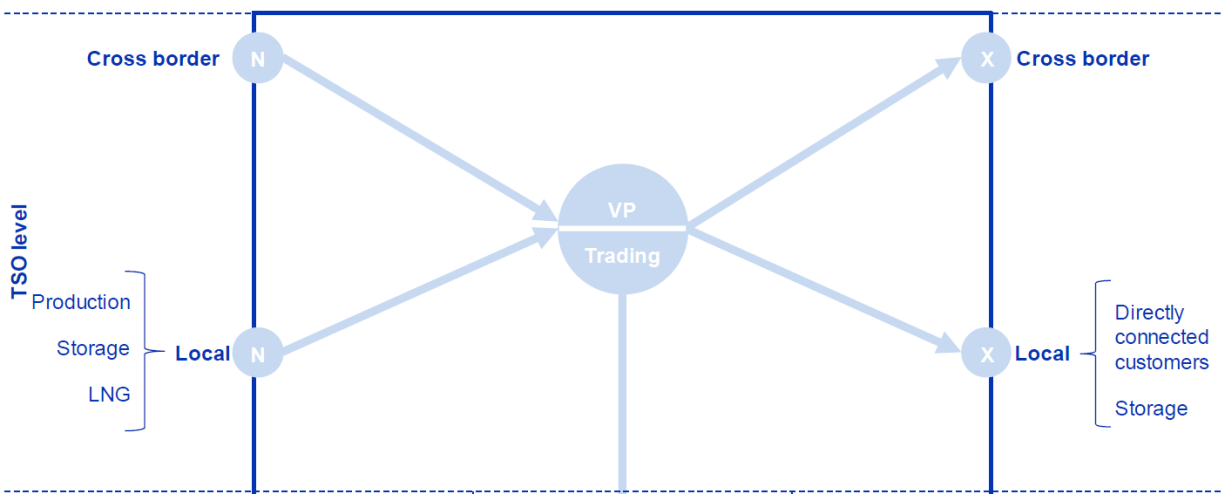 Cross border
N
X
Cross border
VP
Trading
TSO level
Production
Storage
LNG
Local
N
X
Local
Directly
connected
customers
Storage